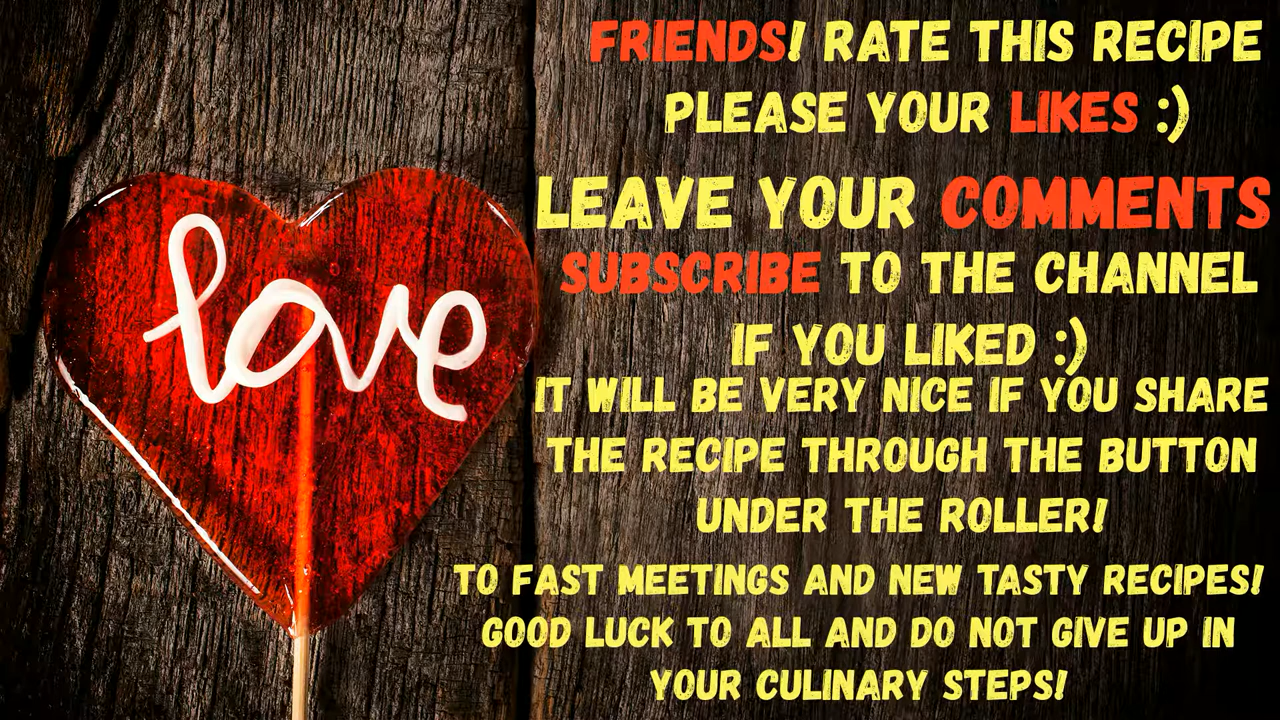 love
FRIENDS! RATE THIS RECIPE
PLEASE YOUR LIKES :)
LEAVE YOUR COMMENTS
SUBSCRIBE TO THE CHANNEL
IF YOU LIKED :)
IT WILL BE VERY NICE IF YOU SHARE
THE RECIPE THROUGH THE BUTTON
UNDER THE ROLLER!
TO FAST MEETINGS AND NEW TASTY RECIPES!
GOOD LUCK TO ALL AND DO NOT GIVE UP IN
YOUR CULINARY STEPS!